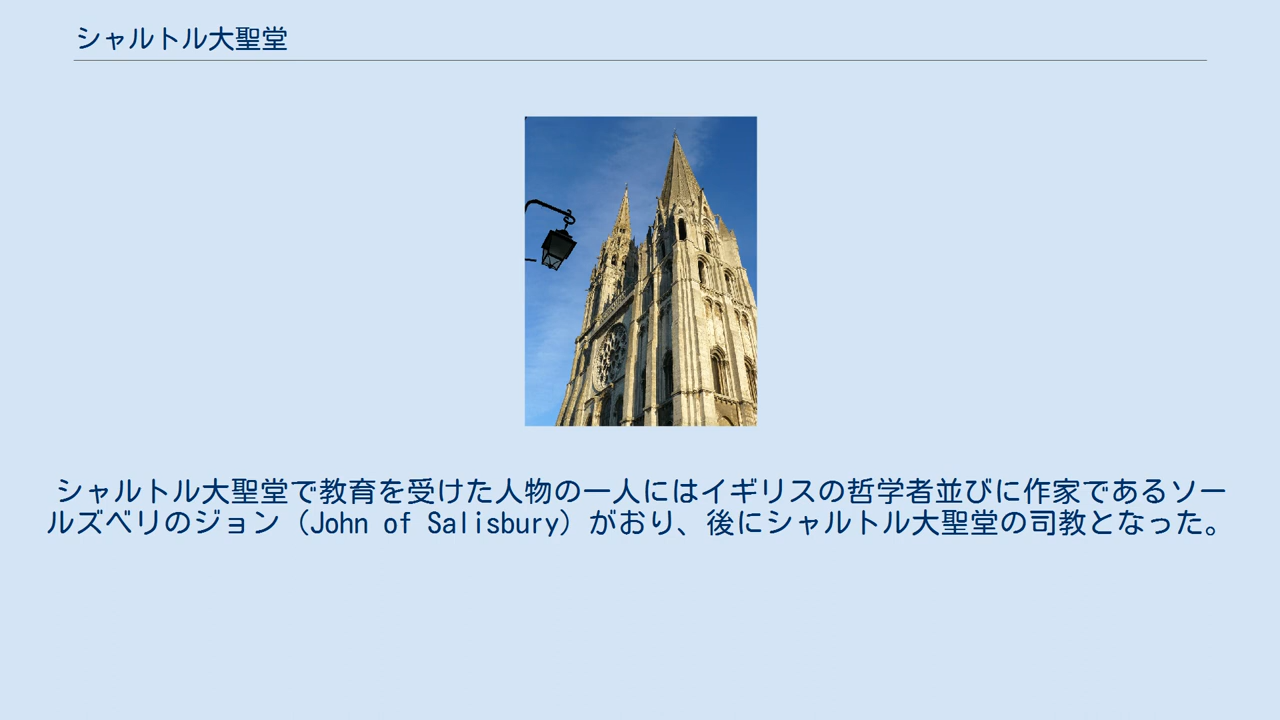 シャルトル大聖堂
シャルトル大聖堂で教育を受けた人物の一人にはイギリスの哲学者並びに作家であるソー
ルズベリのジョン（John of Salisbury）がおり、後にシャルトル大聖堂の司教となった。